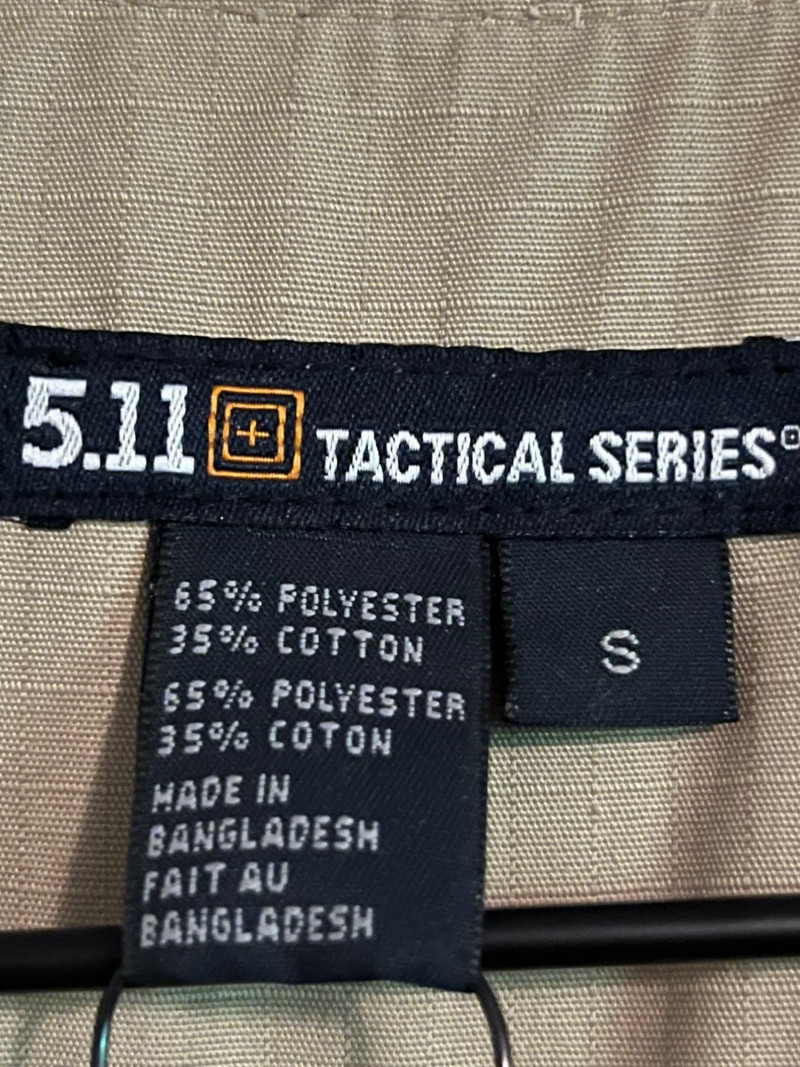 5.11 TACTICAL SERIES
65% POLYESTER
35% COTTON
65% POLYESTER
35% COTON
MADE IN
BANGLADESH
FAIT AU
BANGLADESH
S